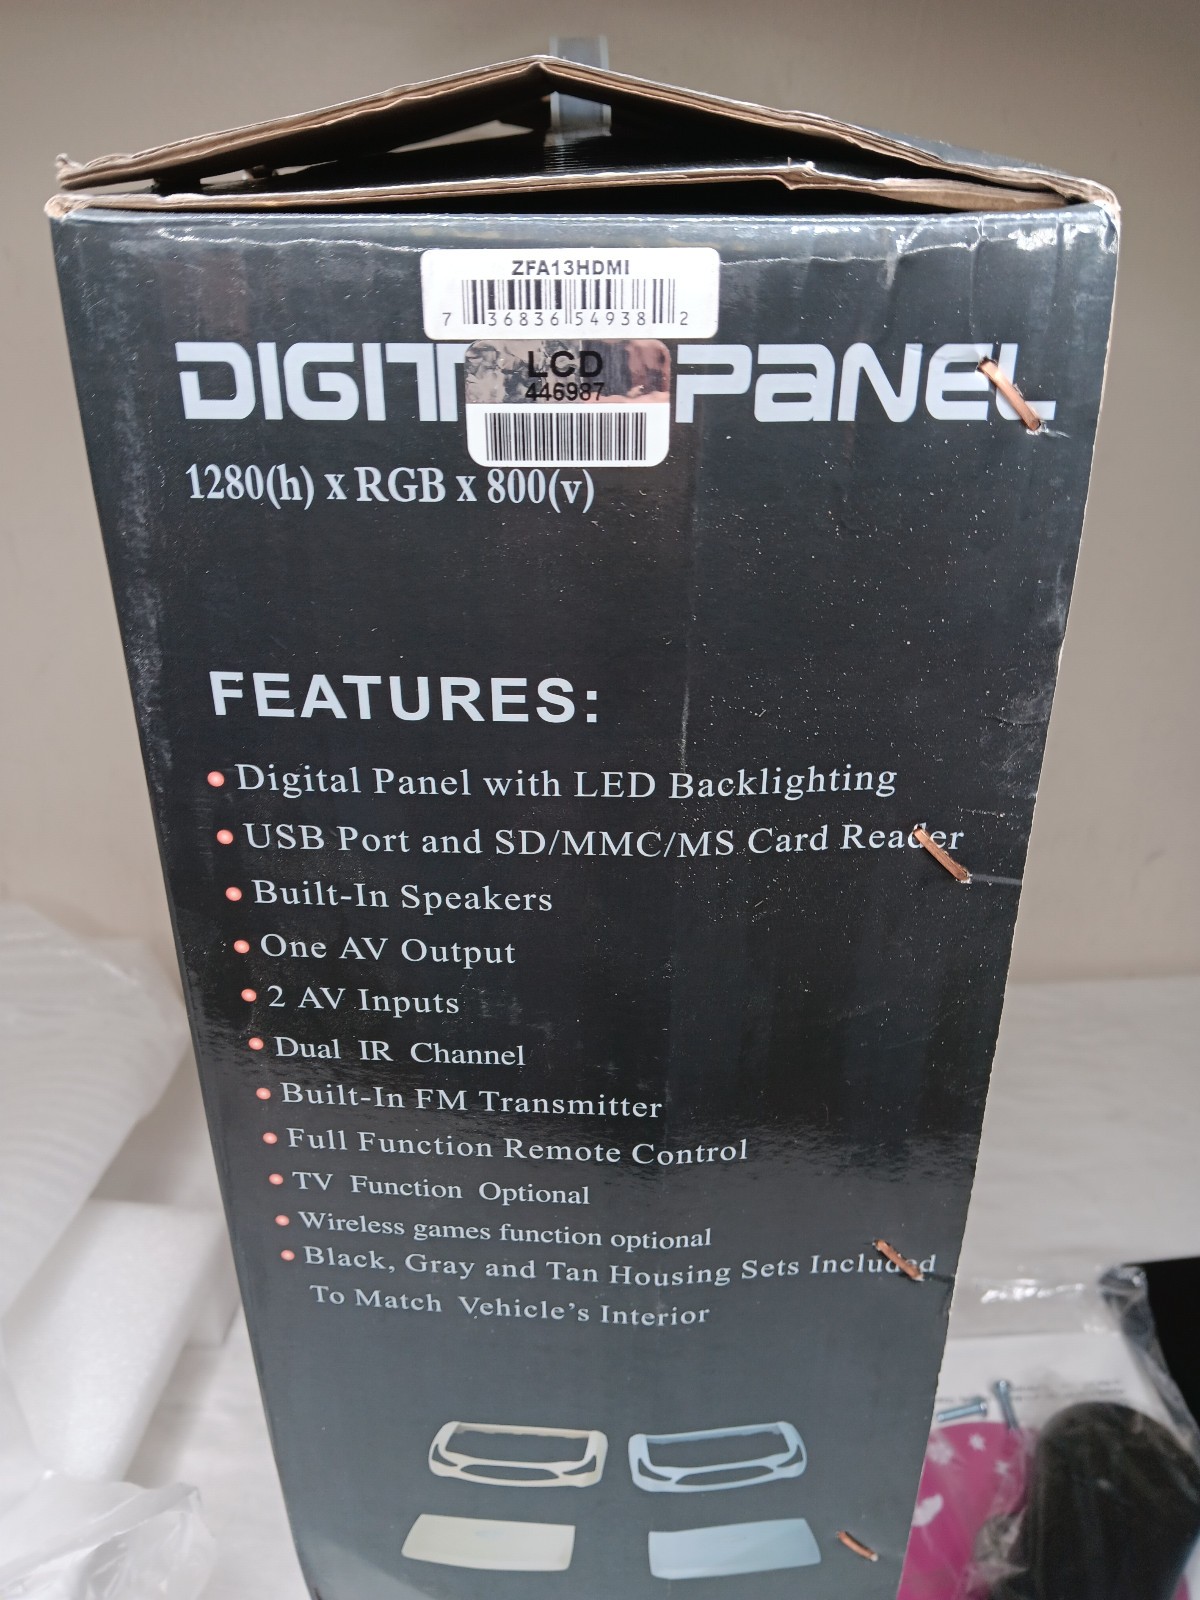 ZFA13HDMI
7 36836 54938 2
LCD
446987
DIGIT PANEL
1280(h) x RGB x 800(v)
FEATURES:
Digital Panel with LED Backlighting
USB Port and SD/MMC/MS Card Reader
Built-In Speakers
One AV Output
2 AV Inputs
Dual IR Channel
Built-In FM Transmitter
Full Function Remote Control
TV Function Optional
Wireless games function optional
Black, Gray and Tan Housing Sets Included
To Match Vehicle's Interior